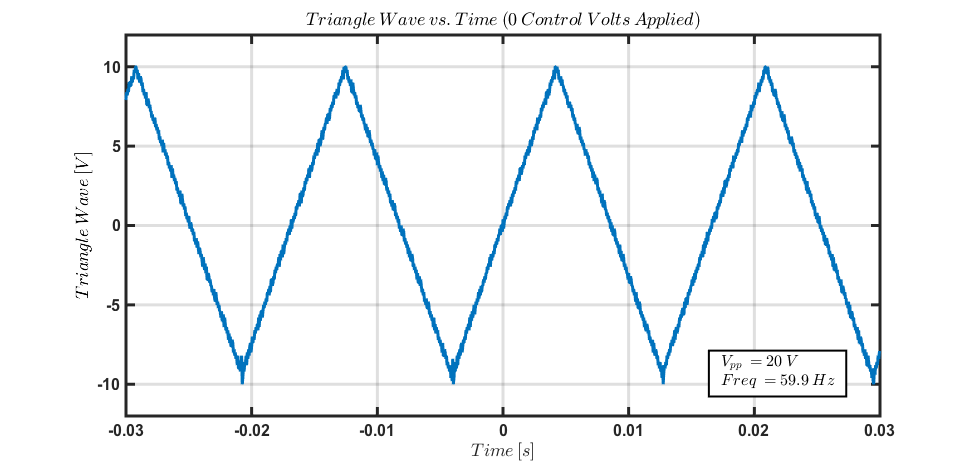 Triangle Wave vs. Time (0 Control Volts Applied)
Triangle Wave [V]
10
5
0
-5
-10
V_pp = 20 V
Freq = 59.9 Hz
-0.03 -0.02 -0.01 0 0.01 0.02 0.03
Time [s]